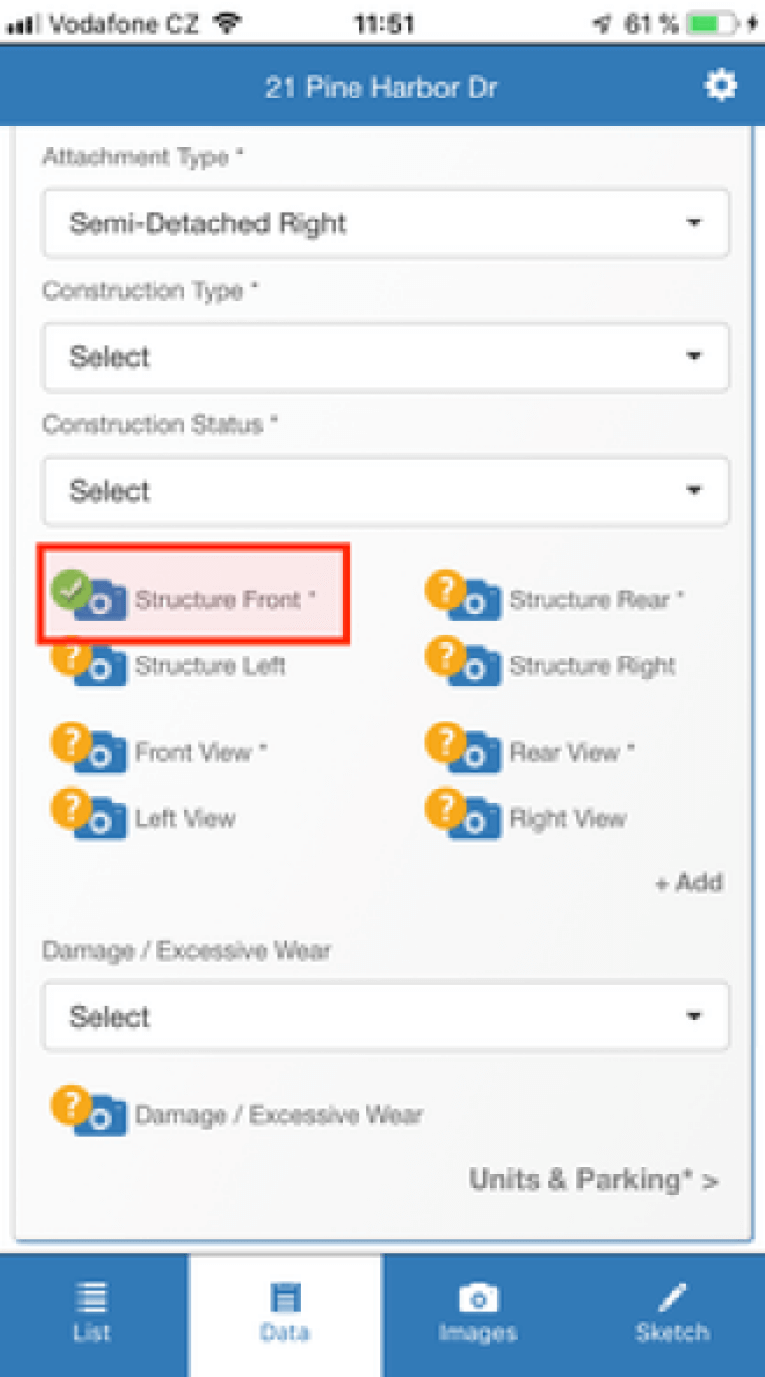 Vodafone CZ 11:51 61 %
21 Pine Harbor Dr
Attachment Type *
Semi-Detached Right
Construction Type *
Select
Construction Status *
Select
Structure Front * Structure Rear *
Structure Left Structure Right
Front View * Rear View *
Left View Right View
+ Add
Damage / Excessive Wear
Select
Damage / Excessive Wear
Units & Parking* >
List Data Images Sketch